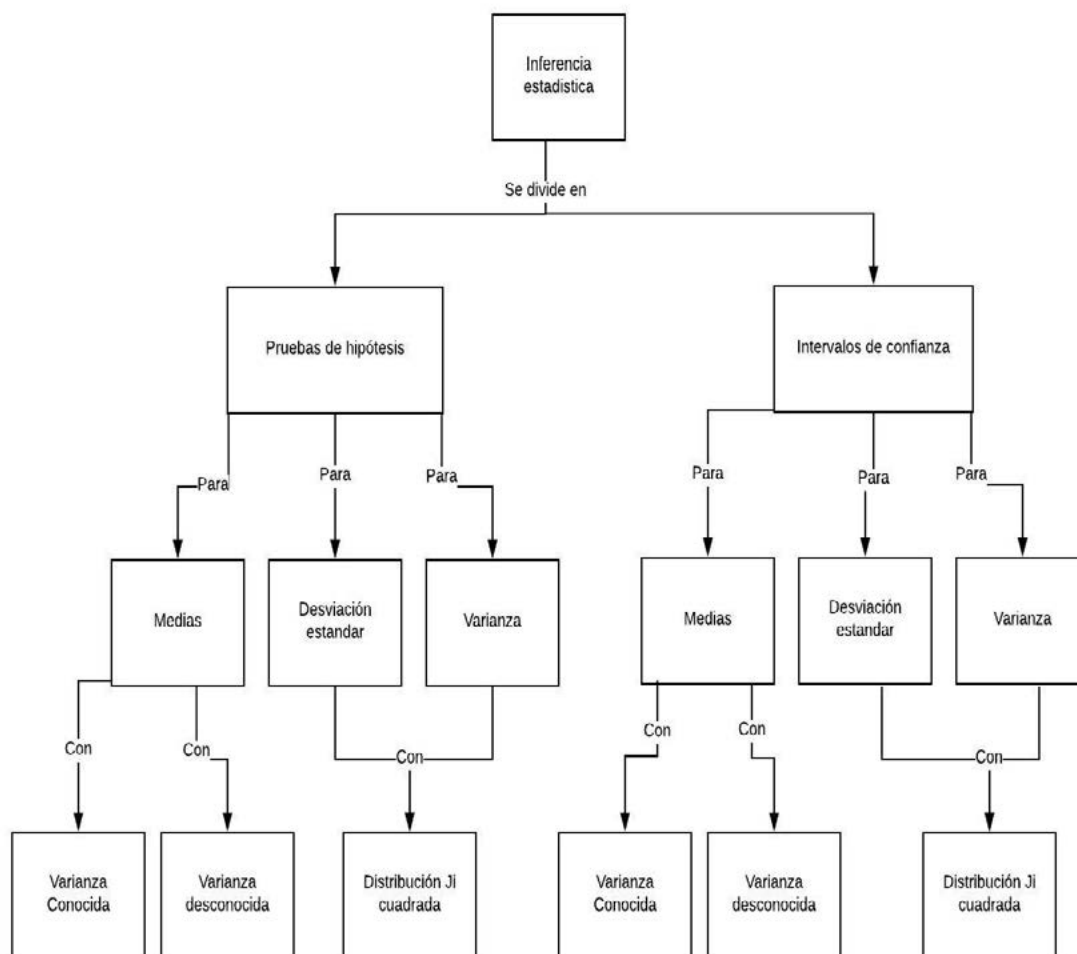 Inferencia
estadistica
Se divide en
Pruebas de hipótesis
Intervalos de confianza
Para
Para
Para
Para
Para
Para
Medias
Desviación
estandar
Varianza
Medias
Desviación
estandar
Varianza
Con
Con
Con
Con
Con
Con
Varianza
Conocida
Varianza
desconocida
Distribución Ji
cuadrada
Varianza
Conocida
Varianza
desconocida
Distribución Ji
cuadrada